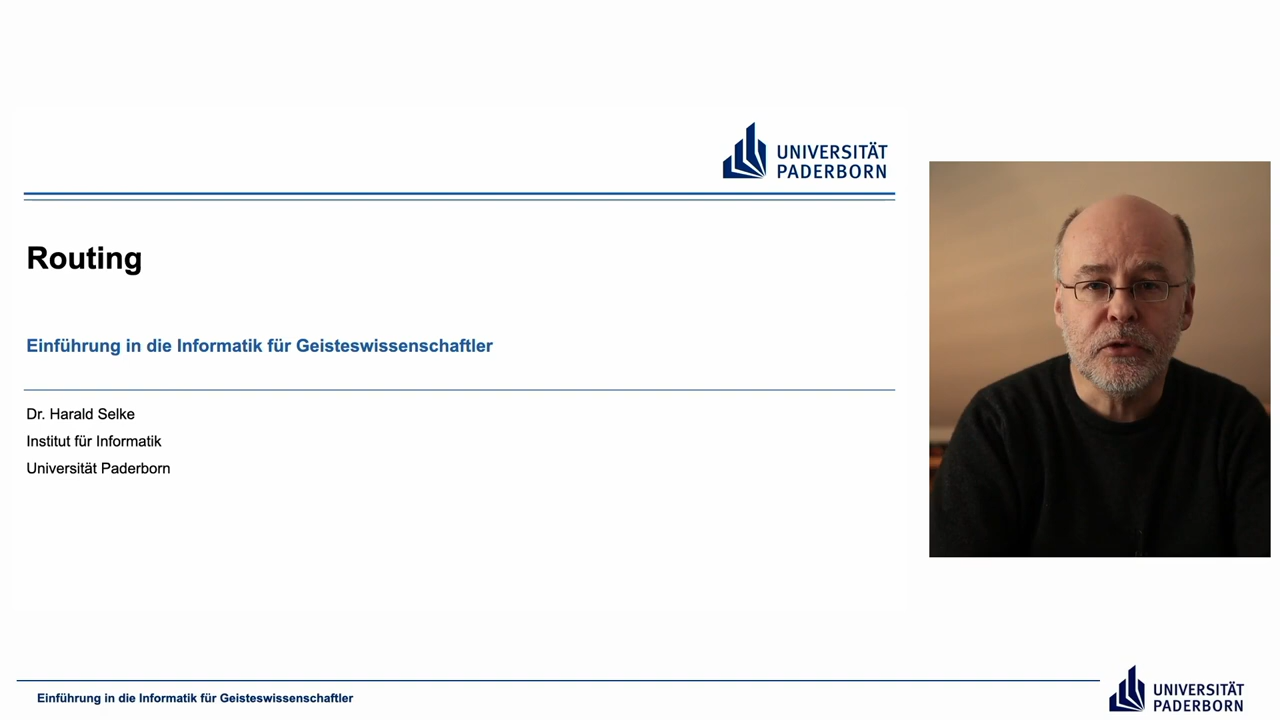 UNIVERSITÄT
PADERBORN
Routing
Einführung in die Informatik für Geisteswissenschaftler
Dr. Harald Selke
Institut für Informatik
Universität Paderborn
Einführung in die Informatik für Geisteswissenschaftler
UNIVERSITÄT
PADERBORN